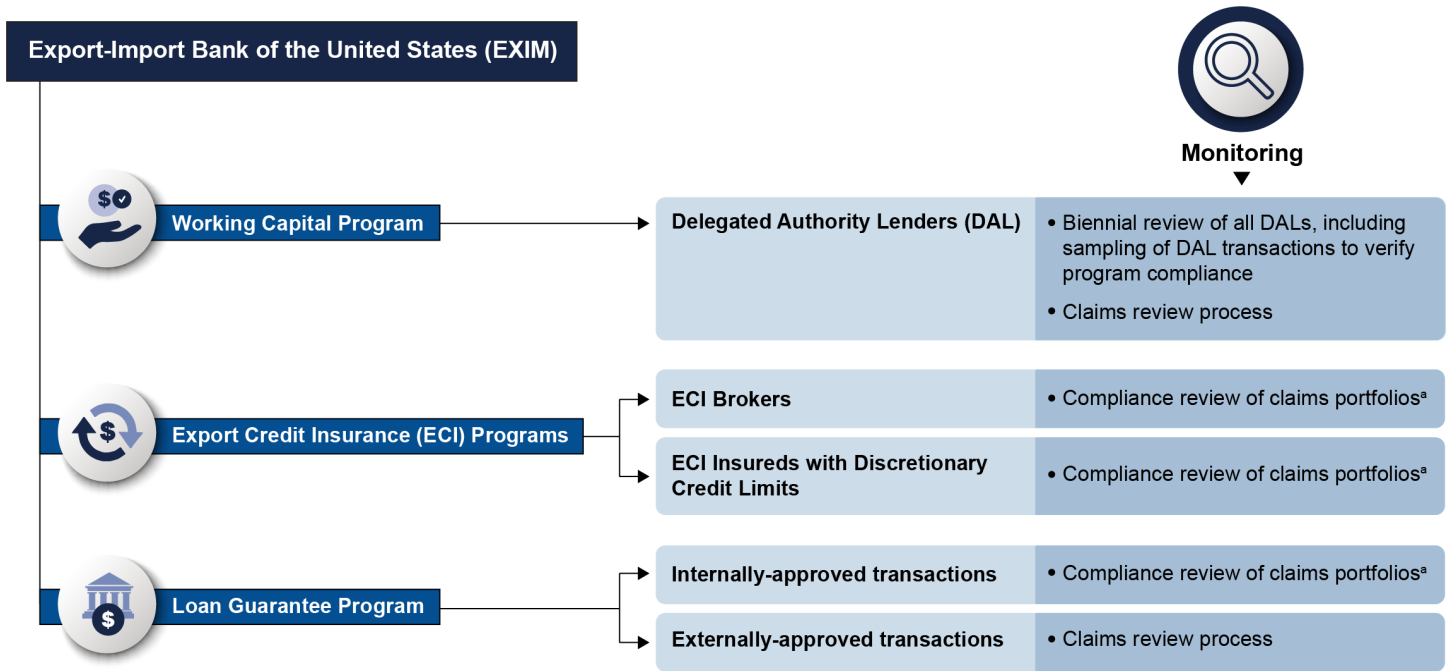 Export-Import Bank of the United States (EXIM)
Monitoring
$
Working Capital Program
Delegated Authority Lenders (DAL)
• Biennial review of all DALs, including
sampling of DAL transactions to verify
program compliance
• Claims review process
$
Export Credit Insurance (ECI) Programs
ECI Brokers
• Compliance review of claims portfoliosᵃ
ECI Insureds with Discretionary
Credit Limits
• Compliance review of claims portfoliosᵃ
$
Loan Guarantee Program
Internally-approved transactions
• Compliance review of claims portfoliosᵃ
Externally-approved transactions
• Claims review process